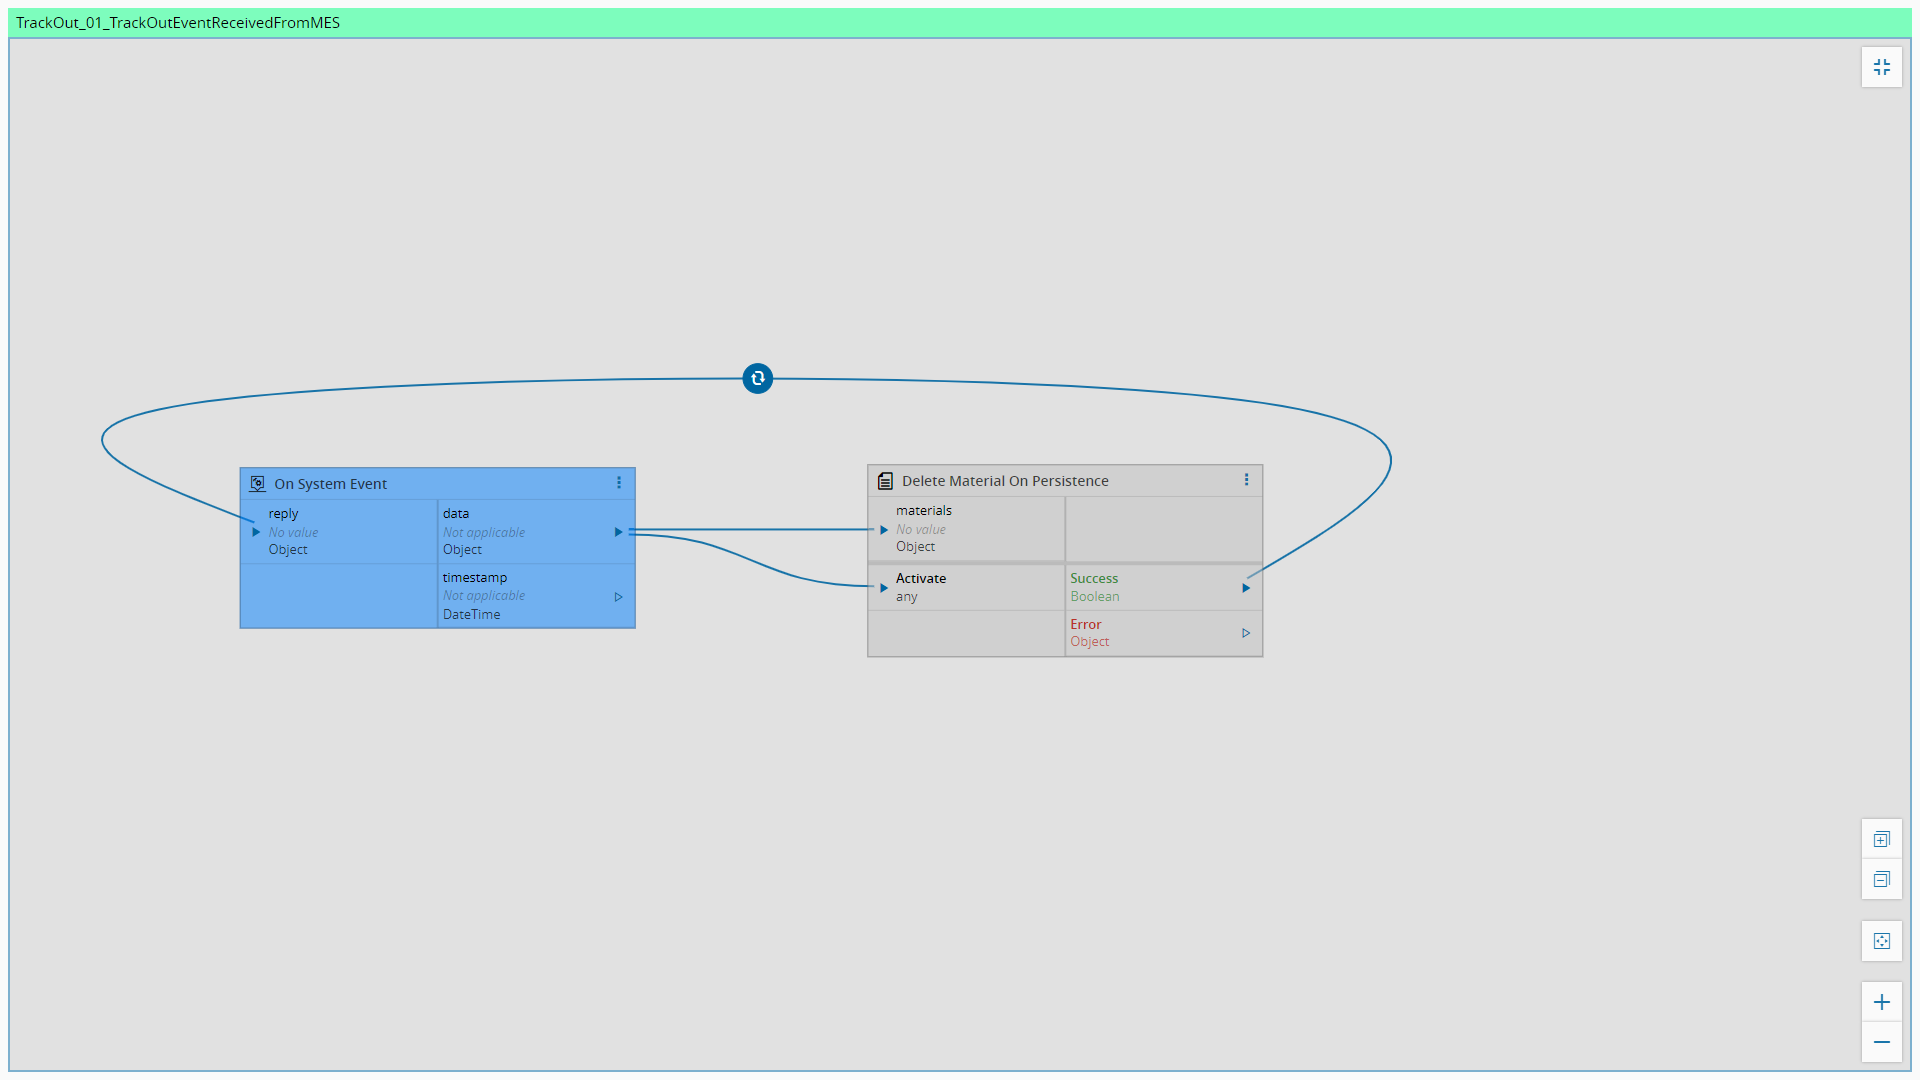 TrackOut_01_TrackOutEventReceivedFromMES
On System Event
reply
No value
Object
data
Not applicable
Object
timestamp
Not applicable
DateTime
Delete Material On Persistence
materials
No value
Object
Activate
any
Success
Boolean
Error
Object